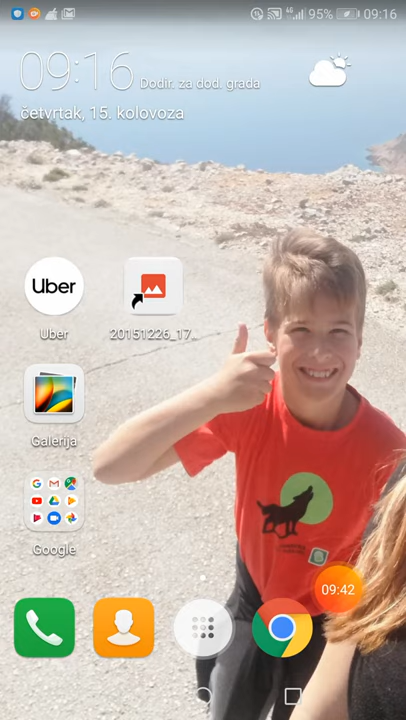 4G 95% 09:16
09:16 Dodir. za dod. grada
četvrtak, 15. kolovoza
Uber
Uber 20151226_17..
Galerija
Google
09:42